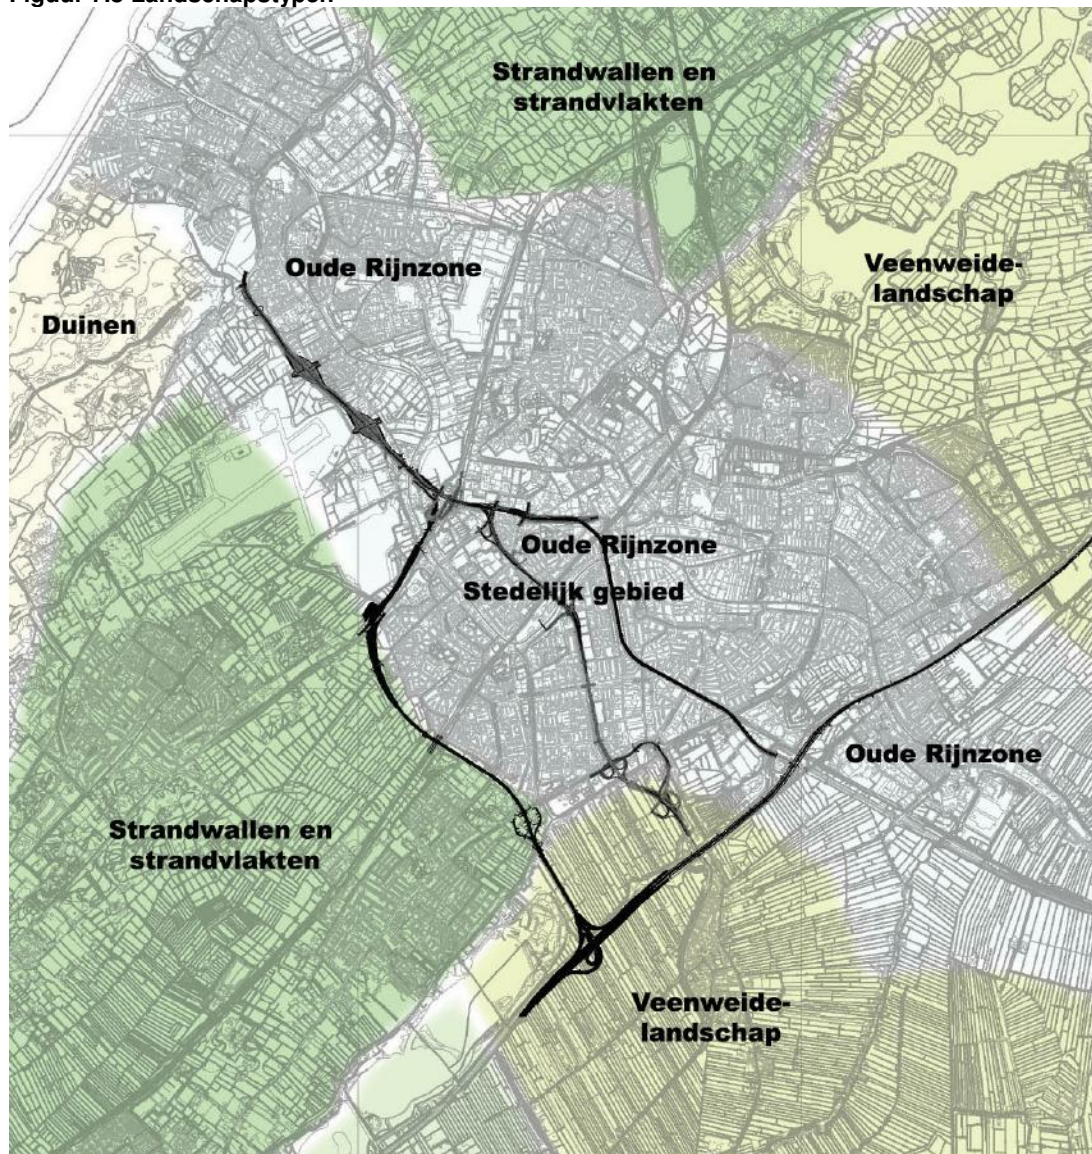 Strandwallen en
strandvlakten
Oude Rijnzone
Veenweide-
landschap
Duinen
Oude Rijnzone
Stedelijk gebied
Oude Rijnzone
Strandwallen en
strandvlakten
Veenweide-
landschap